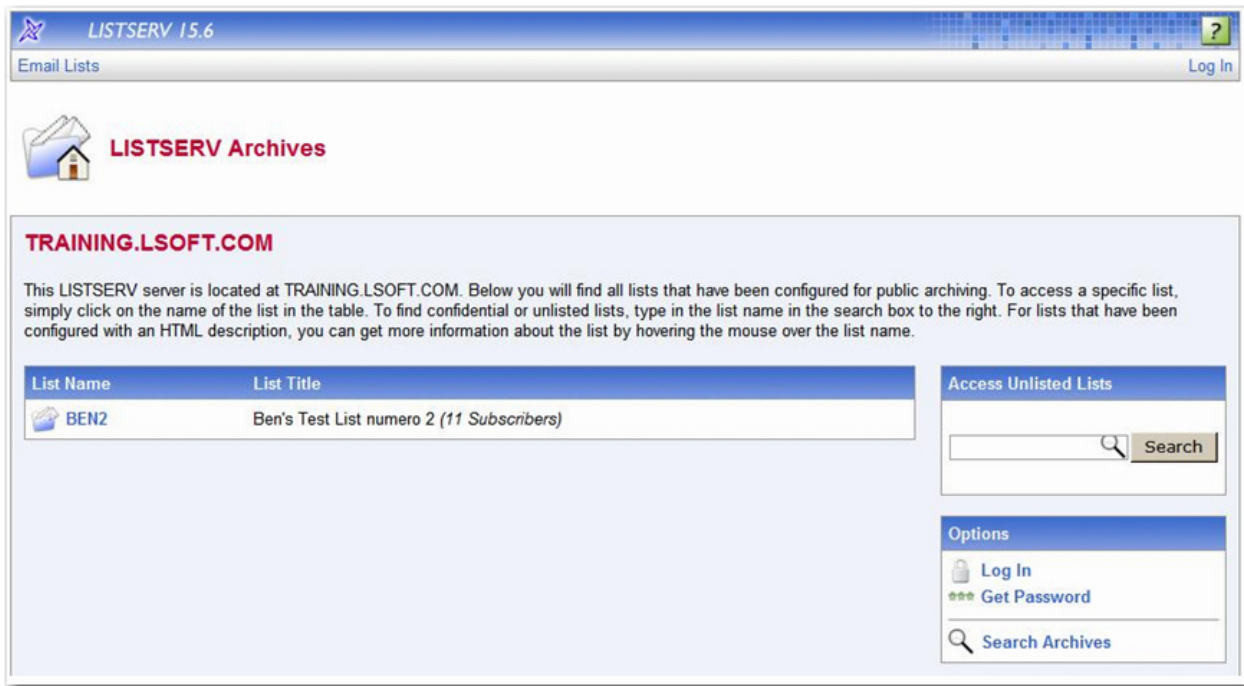 LISTSERV 15.6
?
Email Lists
Log In
LISTSERV Archives
TRAINING.LSOFT.COM
This LISTSERV server is located at TRAINING.LSOFT.COM. Below you will find all lists that have been configured for public archiving. To access a specific list,
simply click on the name of the list in the table. To find confidential or unlisted lists, type in the list name in the search box to the right. For lists that have been
configured with an HTML description, you can get more information about the list by hovering the mouse over the list name.
List Name List Title
BEN2 Ben's Test List numero 2 (11 Subscribers)
Access Unlisted Lists
Search
Options
Log In
*** Get Password
Search Archives